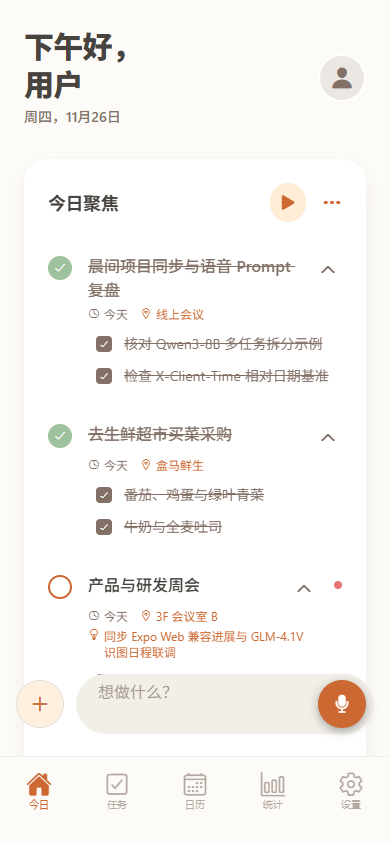 下午好，
用户
周四，11月26日
今日聚焦
晨间项目同步与语音 Prompt
复盘
今天 线上会议
核对 Qwen3-8B 多任务拆分示例
检查 X-Client-Time 相对日期基准
去生鲜超市买菜采购
今天 盒马鲜生
番茄、鸡蛋与绿叶青菜
牛奶与全麦吐司
产品与研发周会
今天 3F 会议室 B
同步 Expo Web 兼容进展与 GLM-4.1V
识图日程联调
想做什么？
今日 任务 日历 统计 设置